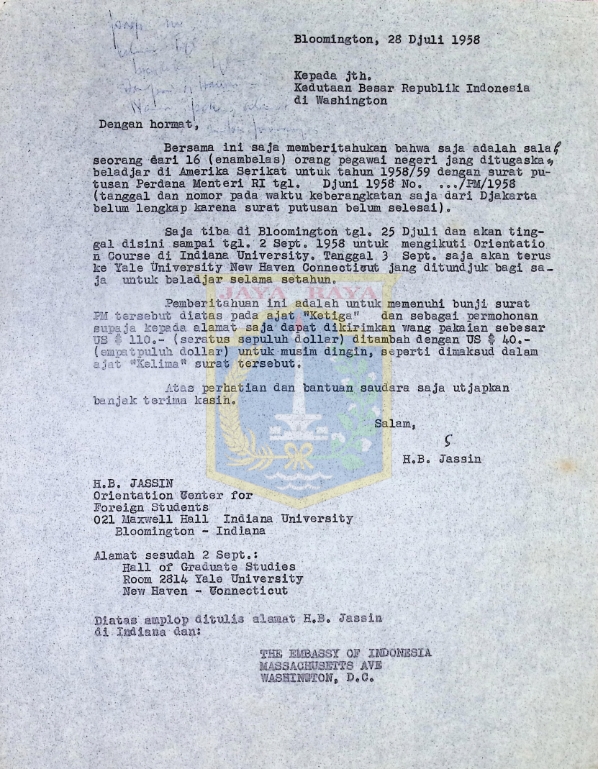 Bloomington, 28 Djuli 1958
Kepada jth.
Kedutaan Besar Republik Indonesia
di Washington
Dengan hormat,
Bersama ini saja memberitahukan bahwa saja adalah sala
seorang dari 16 (enambelas) orang pegawai negeri jang ditugaska
beladjar di Amerika Serikat untuk tahun 1958/59 dengan surat pu-
tusan Perdana Menteri RI tgl. Djuni 1958 No. .../PM/1958
(tanggal dan nomor pada waktu keberangkatan saja dari Djakarta
belum lengkap karena surat putusan belum selesai).
Saja tiba di Bloomington tgl. 25 Djuli dan akan ting-
gal disini sampai tgl. 2 Sept. 1958 untuk mengikuti Orientatio
n Course di Indiana University. Tanggal 3 Sept. saja akan terus
ke Yale University New Haven Connecticut jang ditundjuk bagi sa-
ja untuk beladjar selama setahun.
JAYA RAYA
Pemberitahuan ini adalah untuk memenuhi bunji surat
PM tersebut diatas pada ajat "Ketiga" dan sebagai permohonan
supaja kepada alamat saja dapat dikirimkan wang pakaian sebesar
US $ 110.- (seratus sepuluh dollar) ditambah dengan US $ 40.-
(empatpuluh dollar) untuk musim dingin, seperti dimaksud dalam
ajat "Kelima" surat tersebut.
Atas perhatian dan bantuan saudara saja utjapkan
banjak terima kasih.
Salam,
H.B. Jassin
H.B. JASSIN
Orientation Center for
Foreign Students
021 Maxwell Hall Indiana University
Bloomington - Indiana
Alamat sesudah 2 Sept.:
Hall of Graduate Studies
Room 2814 Yale University
New Haven - Connecticut
Diatas amplop ditulis alamat H.B. Jassin
di Indiana dan:
THE EMBASSY OF INDONESIA
MASSACHUSETTS AVE
WASHINGTON, D.C.